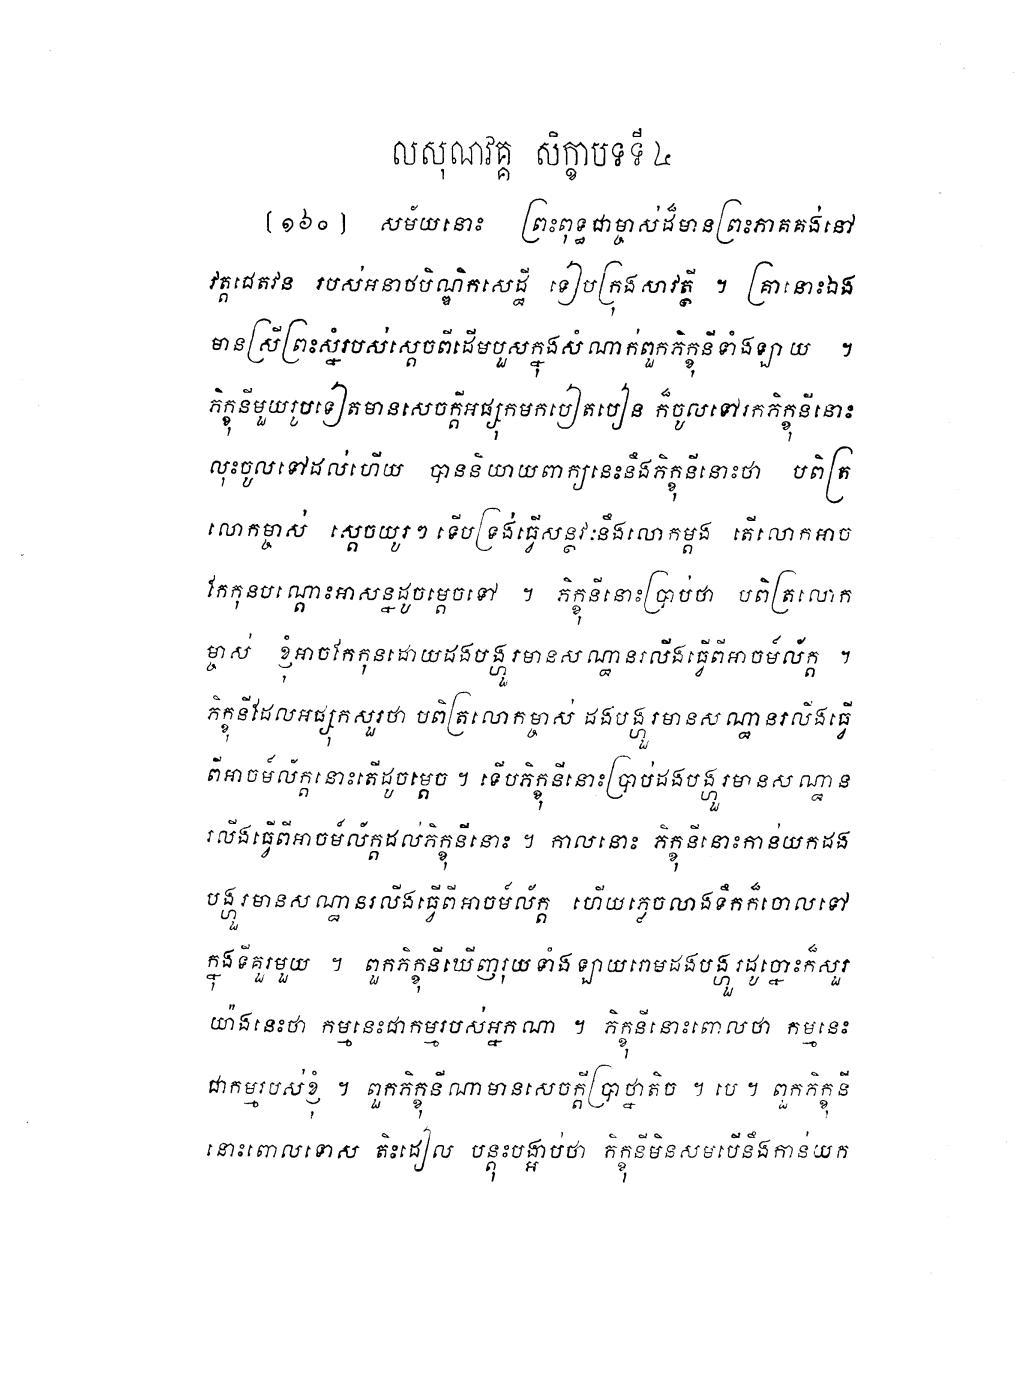 លសុណវគ្គ សិក្ខាបទទី ៤
[១៦០] សម័យនោះ ព្រះពុទ្ធជាម្ចាស់ដ៏មានព្រះភាគគង់នៅ
វត្តជេតវន របស់អនាថបិណ្ឌិកសេដ្ឋី ទៀបក្រុងសាវត្ថី ។ គ្រានោះឯង
មានស្រីព្រះស្នំរបស់ស្តេចពីដើមបួសក្នុងសំណាក់ពួកភិក្ខុនីទាំងឡាយ ។
ភិក្ខុនីមួយរូបទៀតមានសេចក្តីអផ្សុកមកបៀតបៀន ក៏ចូលទៅរកភិក្ខុនីនោះ
លុះចូលទៅដល់ហើយ បាននិយាយពាក្យនេះនឹងភិក្ខុនីនោះថា បពិត្រ
លោកម្ចាស់ ស្តេចយូរៗ ទើបទ្រង់ធ្វើសន្ថវៈនឹងលោកម្តង តើលោកអាច
កែកុនបណ្តោះអាសន្នដូចម្តេចទៅ ។ ភិក្ខុនីនោះប្រាប់ថា បពិត្រលោក
ម្ចាស់ ខ្ញុំអាចកែកុនដោយដងបង្ហួរមានសណ្ឋានរលីងធ្វើពីអាចម៍ល័ក្ត ។
ភិក្ខុនីដែលអផ្សុកសួរថា បពិត្រលោកម្ចាស់ ដងបង្ហួរមានសណ្ឋានរលីងធ្វើ
ពីអាចម៍ល័ក្តនោះតើដូចម្តេច ។ ទើបភិក្ខុនីនោះប្រាប់ដងបង្ហួរមានសណ្ឋាន
រលីងធ្វើពីអាចម៍ល័ក្តដល់ភិក្ខុនីនោះ ។ កាលនោះ ភិក្ខុនីនោះកាន់យកដង
បង្ហួរមានសណ្ឋានរលីងធ្វើពីអាចម៍ល័ក្ត ហើយភ្លេចលាងទឹកក៏ចោលទៅ
ក្នុងទីគួរមួយ ។ ពួកភិក្ខុនីឃើញរុយទាំងឡាយរោមដងបង្ហួរដូច្នោះក៏សួរ
យ៉ាងនេះថា កម្មនេះជាកម្មរបស់អ្នកណា ។ ភិក្ខុនីនោះពោលថា កម្មនេះ
ជាកម្មរបស់ខ្ញុំ ។ ពួកភិក្ខុនីណាមានសេចក្តីប្រាថ្នាតិច ។ បេ ។ ពួកភិក្ខុនី
នោះពោលទោស តិះដៀល បន្តុះបង្អាប់ថា ភិក្ខុនីមិនសមបើនឹងកាន់យក